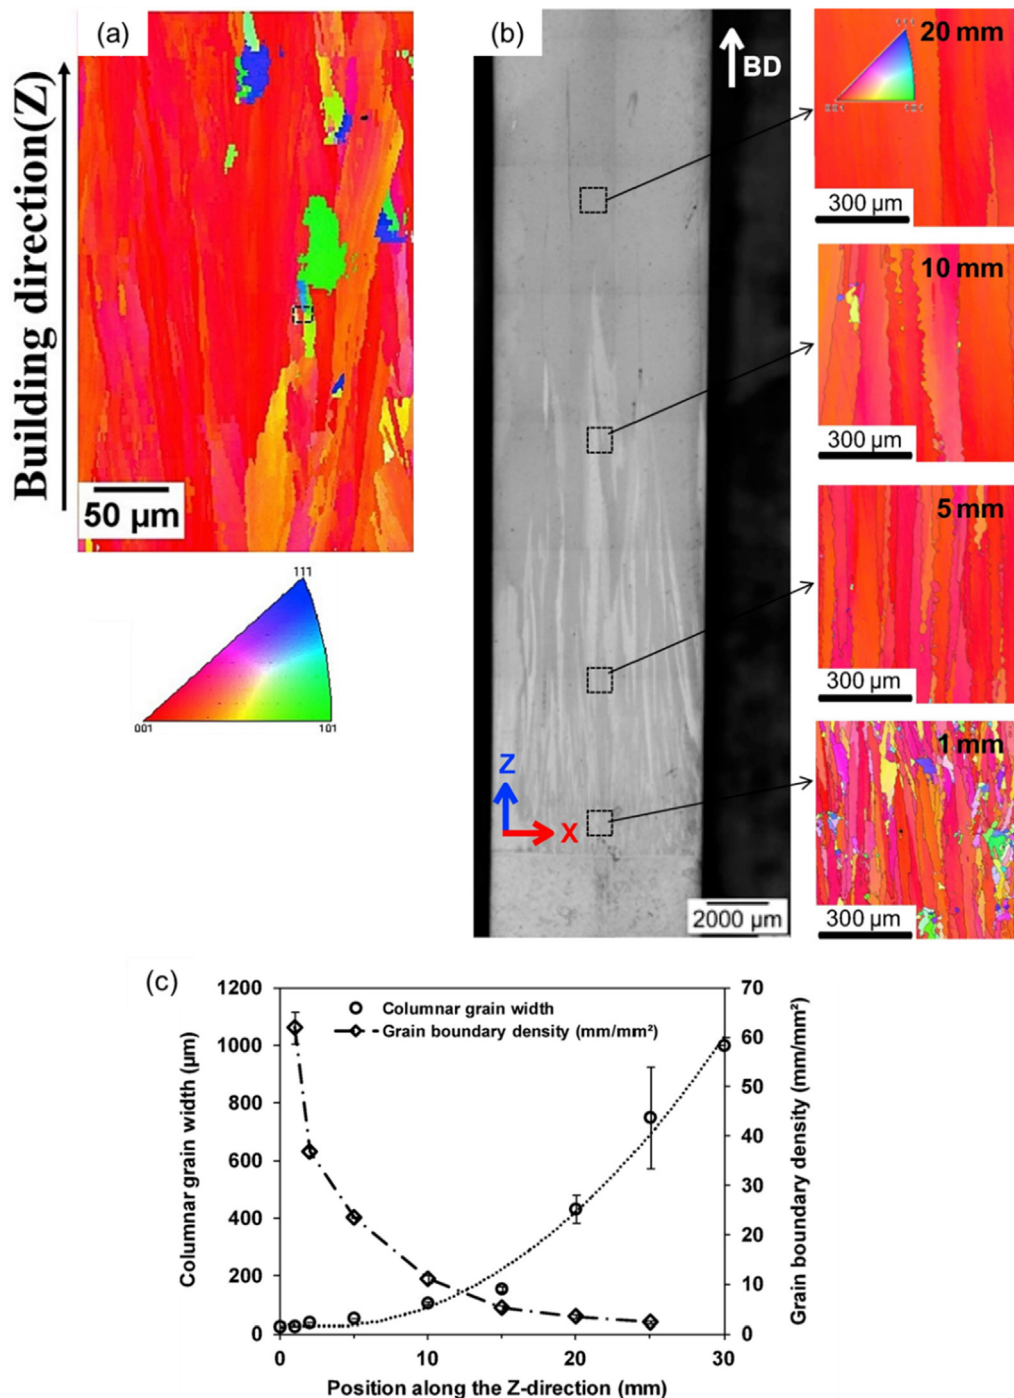 (a)
Building direction(Z)
50 µm
111
001
101
(b)
BD
Z
X
2000 µm
20 mm
111
001
101
300 µm
10 mm
300 µm
5 mm
300 µm
1 mm
300 µm
(c)
Columnar grain width
Grain boundary density (mm/mm²)
1200
1000
800
600
400
200
0
Columnar grain width (µm)
70
60
50
40
30
20
10
0
Grain boundary density (mm/mm²)
0
10
20
30
Position along the Z-direction (mm)